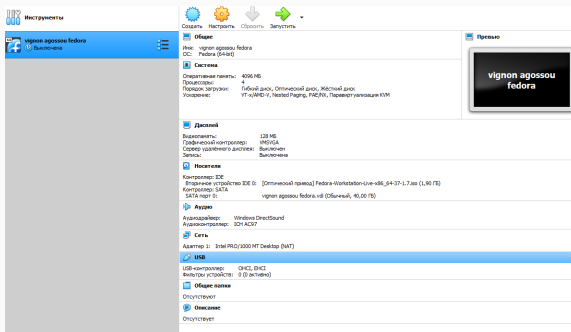 Инструменты
Создать Настроить Сбросить Запустить
vignon agossou fedora
Выключена
Общие
Имя: vignon agossou fedora
ОС: Fedora (64-bit)
Система
Оперативная память: 4096 МБ
Процессоры: 4
Порядок загрузки: Гибкий диск, Оптический диск, Жёсткий диск
Ускорение: VT-x/AMD-V, Nested Paging, PAE/NX, Паравиртуализация KVM
Превью
vignon agossou
fedora
Дисплей
Видеопамять: 128 МБ
Графический контроллер: VMSVGA
Сервер удалённого дисплея: Выключен
Запись: Выключена
Носители
Контроллер: IDE
Вторичное устройство IDE 0: [Оптический привод] Fedora-Workstation-Live-x86_64-37-1.7.iso (1,90 ГБ)
Контроллер: SATA
SATA порт 0: vignon agossou fedora.vdi (Обычный, 40,00 ГБ)
Аудио
Аудиодрайвер: Windows DirectSound
Аудиоконтроллер: ICH AC97
Сеть
Адаптер 1: Intel PRO/1000 MT Desktop (NAT)
USB
USB-контроллер: OHCI, EHCI
Фильтры устройств: 0 (0 активно)
Общие папки
Отсутствуют
Описание
Отсутствует